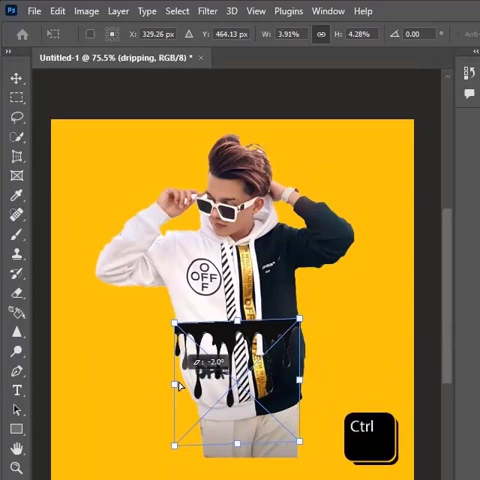 Ps File Edit Image Layer Type Select Filter 3D View Plugins Window Help
X: 329.26 px Δ Y: 464.13 px W: 3.91% H: 4.28% 0.00 °
Untitled-1 @ 75.5% (dripping, RGB/8) * ×
OFF
OFF
-2.0°
Ctrl